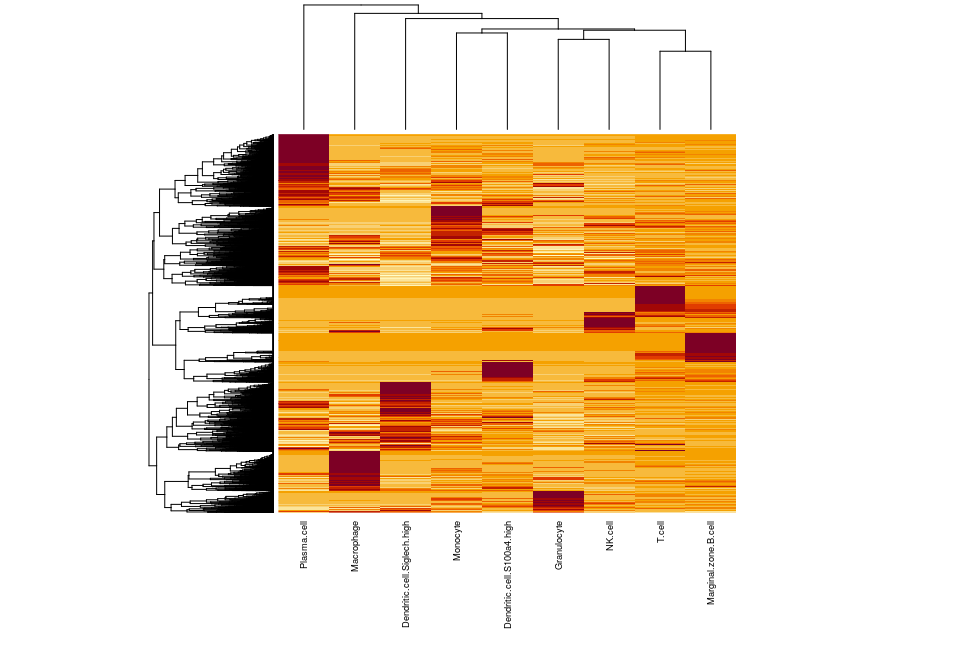 Plasma.cell
Macrophage
Dendritic.cell.Siglech.high
Monocyte
Dendritic.cell.S100a4.high
Granulocyte
NK.cell
T.cell
Marginal.zone.B.cell